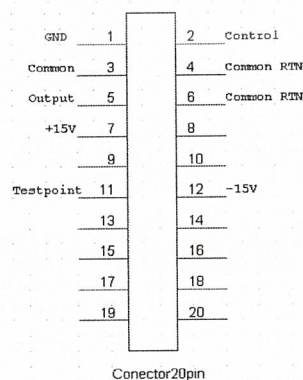 GND 1 2 Control
Common 3 4 Common RTN
Output 5 6 Common RTN
+15V 7 8
9 10
Testpoint 11 12 -15V
13 14
15 16
17 18
19 20
Conector20pin